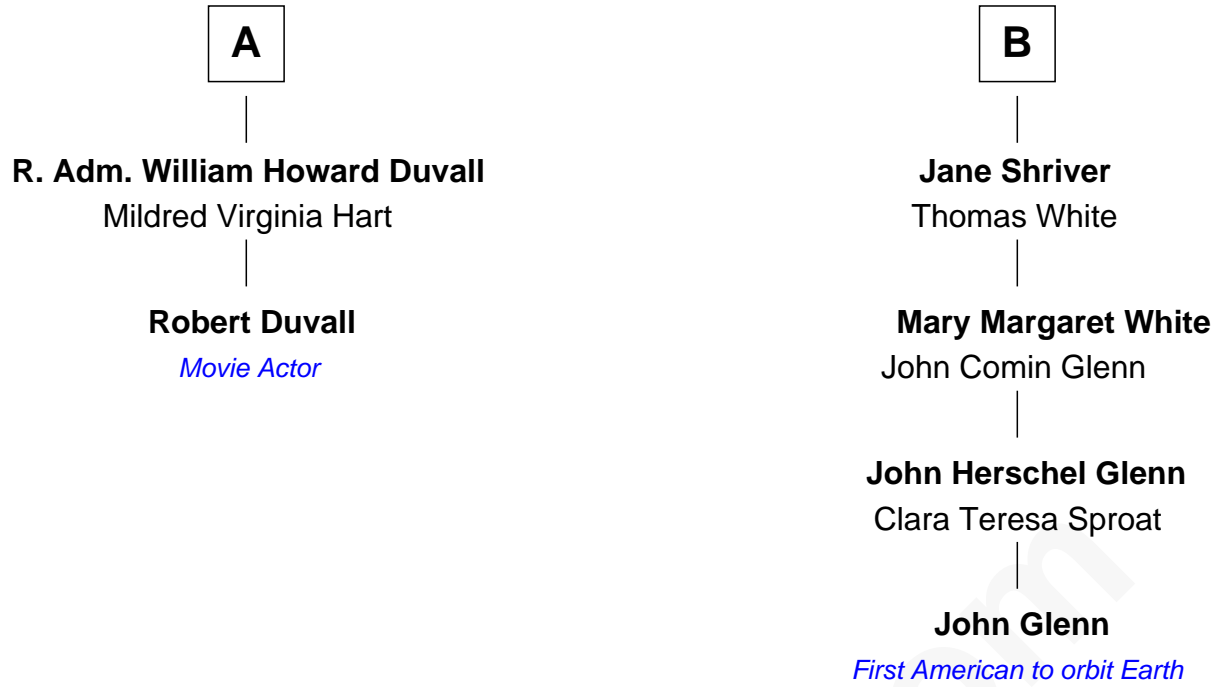 A
R. Adm. William Howard Duvall
Mildred Virginia Hart
Robert Duvall
Movie Actor
B
Jane Shriver
Thomas White
Mary Margaret White
John Comin Glenn
John Herschel Glenn
Clara Teresa Sproat
John Glenn
First American to orbit Earth